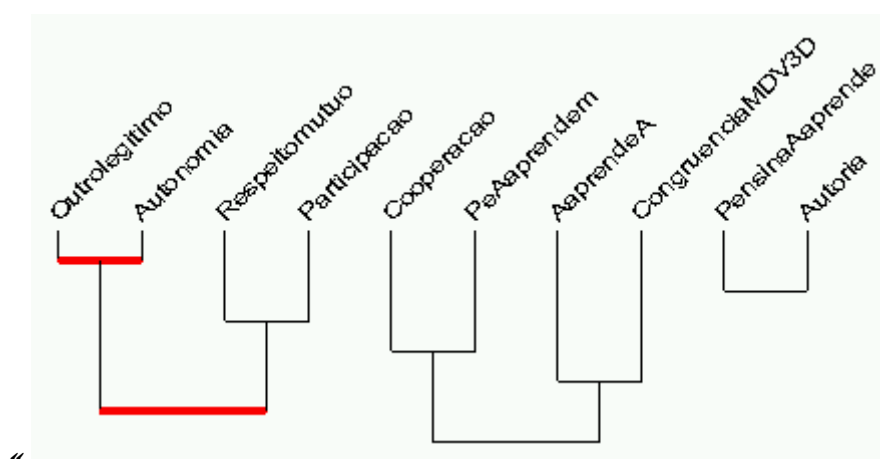 Outrolegitimo
Autonomia
Respeitomutuo
Participacao
Cooperacao
PeAaprendem
AaprendeA
CongruenciaMDV3D
PensinaAaprende
Autoria
“